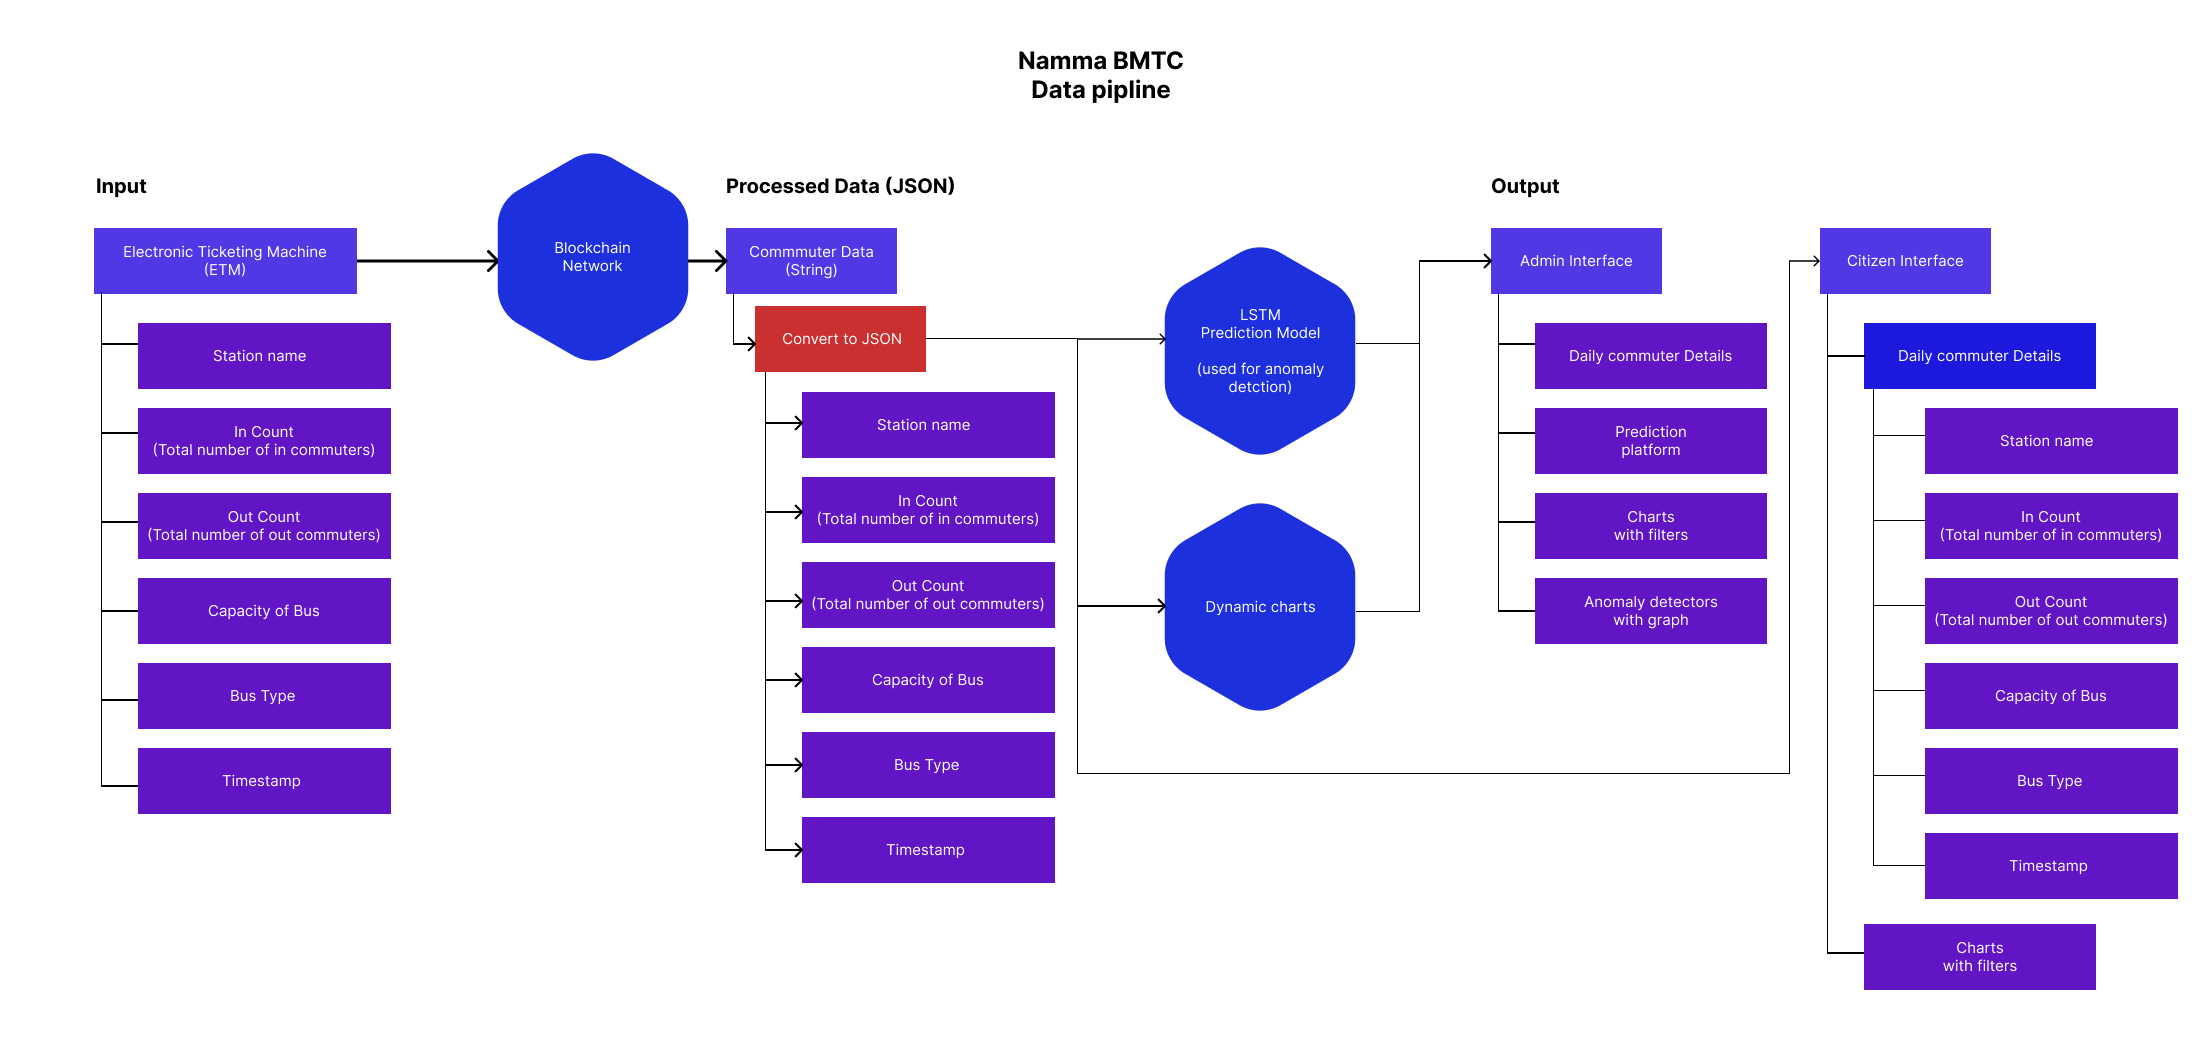 Namma BMTC
Data pipline
Input
Electronic Ticketing Machine
(ETM)
Station name
In Count
(Total number of in commuters)
Out Count
(Total number of out commuters)
Capacity of Bus
Bus Type
Timestamp
Blockchain
Network
Processed Data (JSON)
Commmuter Data
(String)
Convert to JSON
Station name
In Count
(Total number of in commuters)
Out Count
(Total number of out commuters)
Capacity of Bus
Bus Type
Timestamp
LSTM
Prediction Model
(used for anomaly
detction)
Dynamic charts
Output
Admin Interface
Daily commuter Details
Prediction
platform
Charts
with filters
Anomaly detectors
with graph
Citizen Interface
Daily commuter Details
Station name
In Count
(Total number of in commuters)
Out Count
(Total number of out commuters)
Capacity of Bus
Bus Type
Timestamp
Charts
with filters